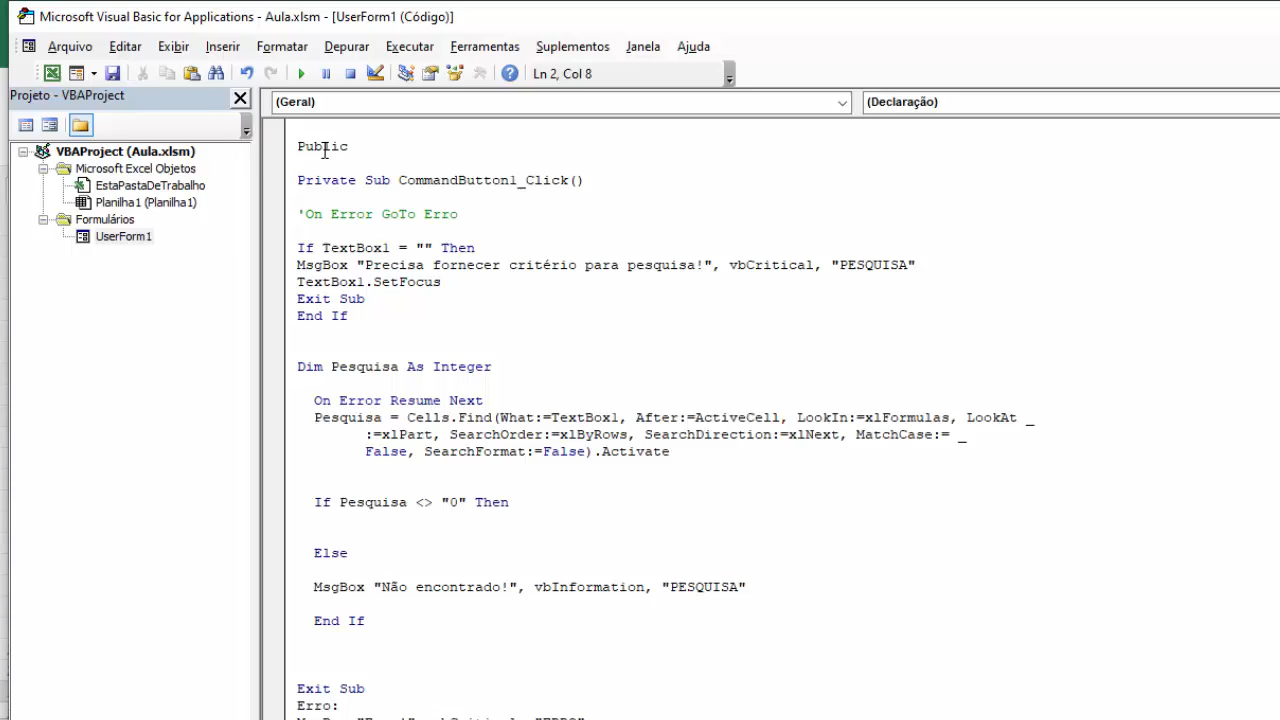 Microsoft Visual Basic for Applications - Aula.xlsm - [UserForm1 (Código)]
Arquivo Editar Exibir Inserir Formatar Depurar Executar Ferramentas Suplementos Janela Ajuda
Ln 2, Col 8
Projeto - VBAProject
(Geral) (Declaração)
VBAProject (Aula.xlsm)
Microsoft Excel Objetos
EstaPastaDeTrabalho
Planilha1 (Planilha1)
Formulários
UserForm1
Public
Private Sub CommandButton1_Click()
'On Error GoTo Erro
If TextBox1 = "" Then
MsgBox "Precisa fornecer critério para pesquisa!", vbCritical, "PESQUISA"
TextBox1.SetFocus
Exit Sub
End If
Dim Pesquisa As Integer
On Error Resume Next
Pesquisa = Cells.Find(What:=TextBox1, After:=ActiveCell, LookIn:=xlFormulas, LookAt _
:=xlPart, SearchOrder:=xlByRows, SearchDirection:=xlNext, MatchCase:= _
False, SearchFormat:=False).Activate
If Pesquisa <> "0" Then
Else
MsgBox "Não encontrado!", vbInformation, "PESQUISA"
End If
Exit Sub
Erro: